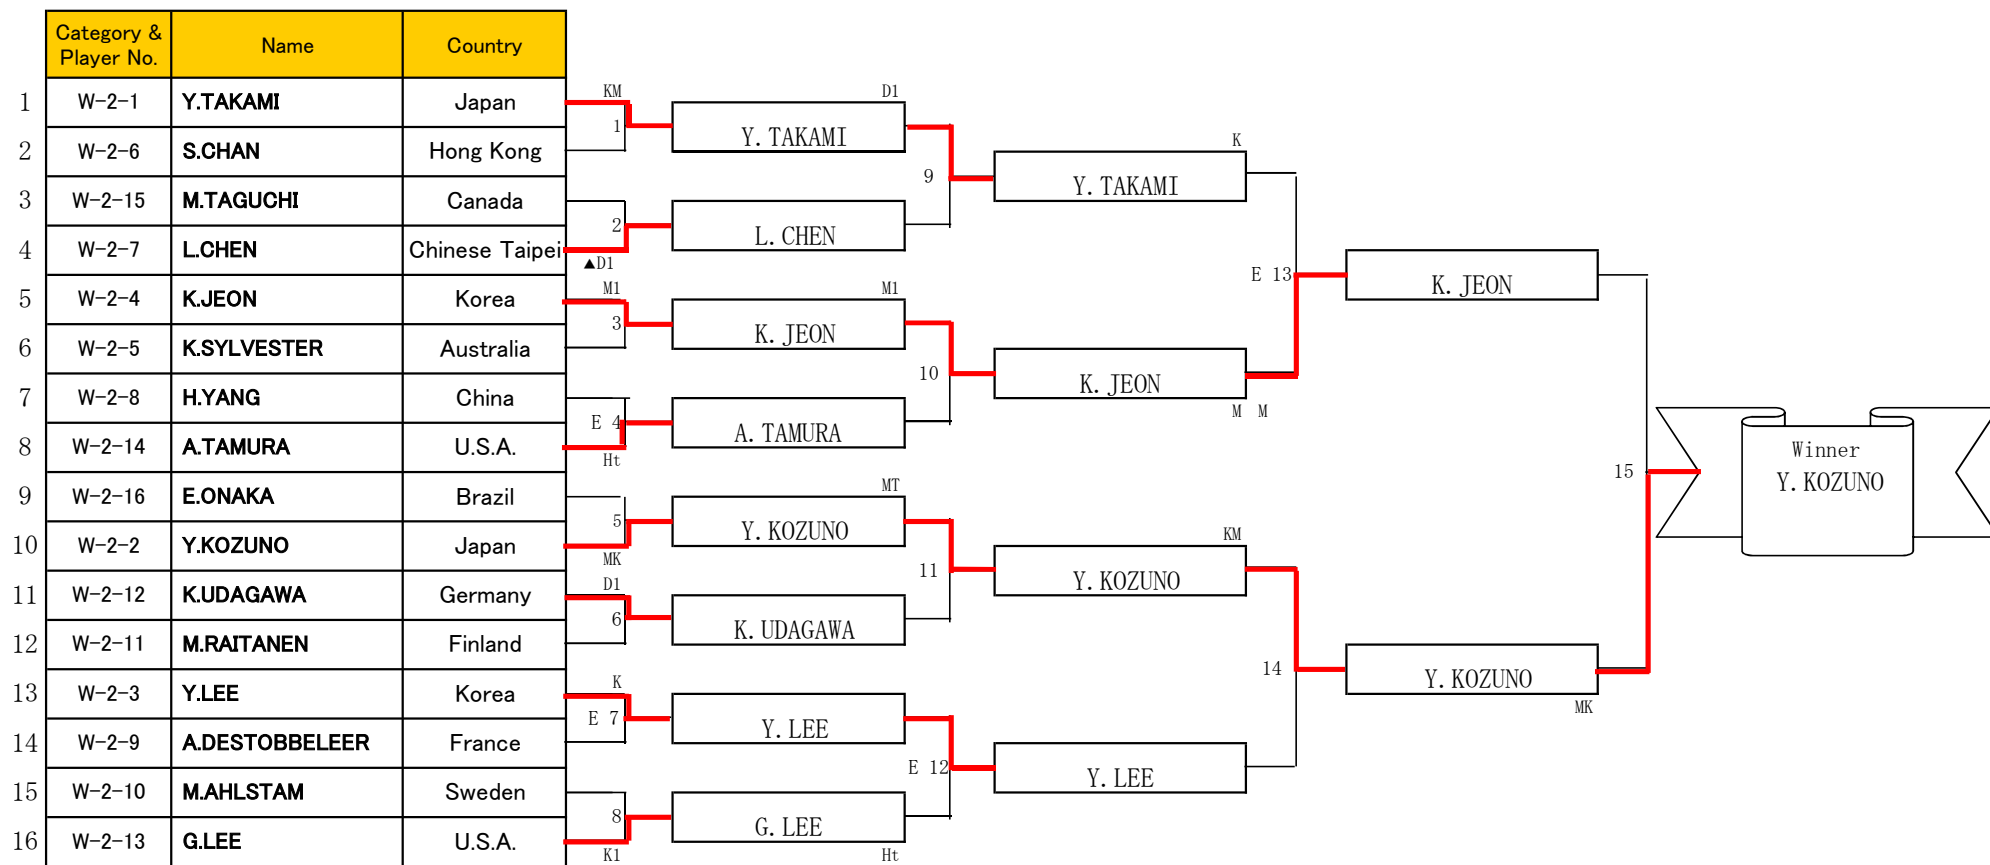 Category & Player No. Name Country
1 W-2-1 Y.TAKAMI Japan
2 W-2-6 S.CHAN Hong Kong
3 W-2-15 M.TAGUCHI Canada
4 W-2-7 L.CHEN Chinese Taipei
5 W-2-4 K.JEON Korea
6 W-2-5 K.SYLVESTER Australia
7 W-2-8 H.YANG China
8 W-2-14 A.TAMURA U.S.A.
9 W-2-16 E.ONAKA Brazil
10 W-2-2 Y.KOZUNO Japan
11 W-2-12 K.UDAGAWA Germany
12 W-2-11 M.RAITANEN Finland
13 W-2-3 Y.LEE Korea
14 W-2-9 A.DESTOBBELEER France
15 W-2-10 M.AHLSTAM Sweden
16 W-2-13 G.LEE U.S.A.
KM
1
2
▲D1
M1
3
E 4
Ht
5
MK
D1
6
K
E 7
8
K1
D1
Y. TAKAMI
9
L. CHEN
M1
K. JEON
10
A. TAMURA
MT
Y. KOZUNO
11
K. UDAGAWA
Y. LEE
E 12
G. LEE
Ht
K
Y. TAKAMI
E 13
K. JEON
M M
KM
Y. KOZUNO
14
Y. LEE
K. JEON
15
Y. KOZUNO
MK
Winner
Y. KOZUNO